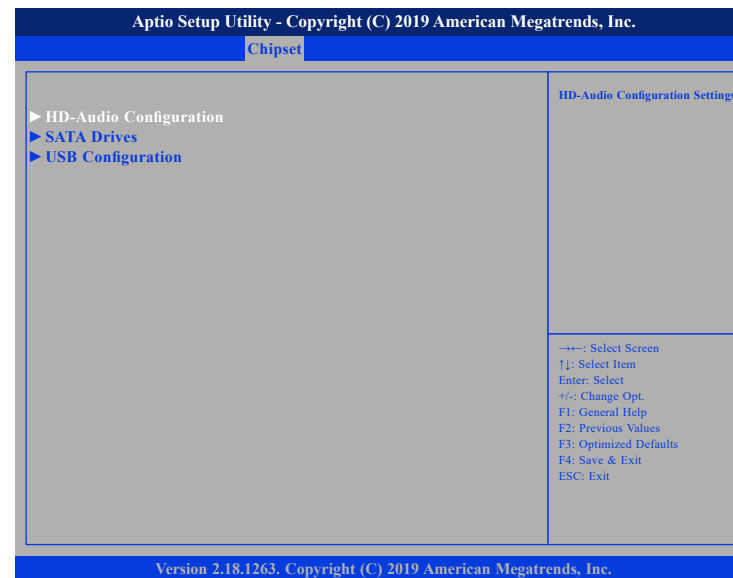 Aptio Setup Utility - Copyright (C) 2019 American Megatrends, Inc.
Chipset
► HD-Audio Configuration
► SATA Drives
► USB Configuration
HD-Audio Configuration Settings
→←: Select Screen
↑↓: Select Item
Enter: Select
+/-: Change Opt.
F1: General Help
F2: Previous Values
F3: Optimized Defaults
F4: Save & Exit
ESC: Exit
Version 2.18.1263. Copyright (C) 2019 American Megatrends, Inc.